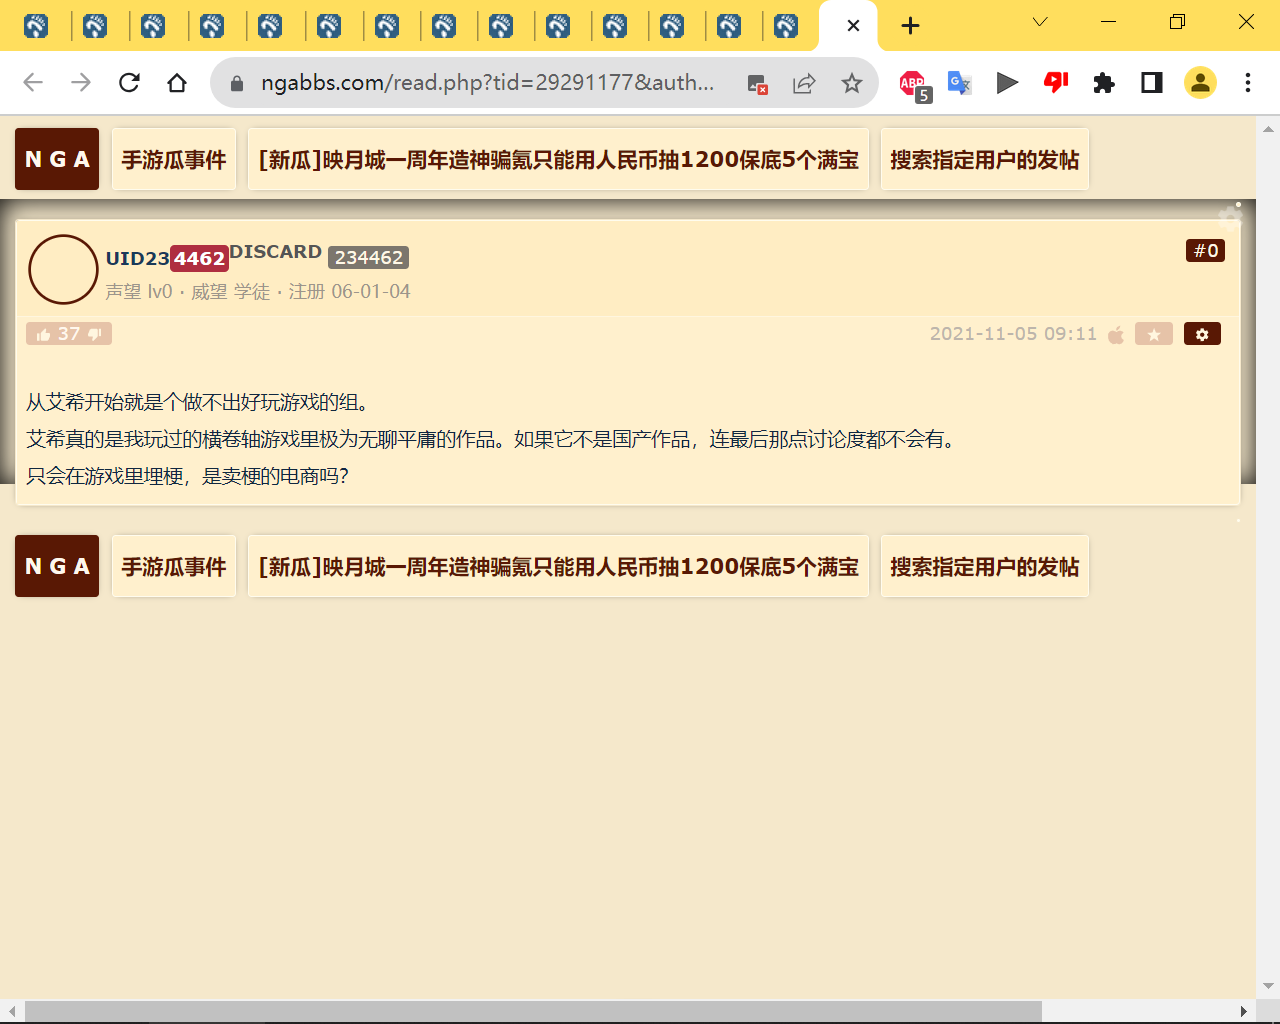 ngabbs.com/read.php?tid=29291177&auth...
ABP
5
G
N G A
手游瓜事件
[新瓜]映月城一周年造神骗氪只能用人民币抽1200保底5个满宝
搜索指定用户的发帖
UID234462DISCARD 234462
#0
声望 lv0 · 威望 学徒 · 注册 06-01-04
37
2021-11-05 09:11
从艾希开始就是个做不出好玩游戏的组。
艾希真的是我玩过的横卷轴游戏里极为无聊平庸的作品。如果它不是国产作品，连最后那点讨论度都不会有。
只会在游戏里埋梗，是卖梗的电商吗？
N G A
手游瓜事件
[新瓜]映月城一周年造神骗氪只能用人民币抽1200保底5个满宝
搜索指定用户的发帖